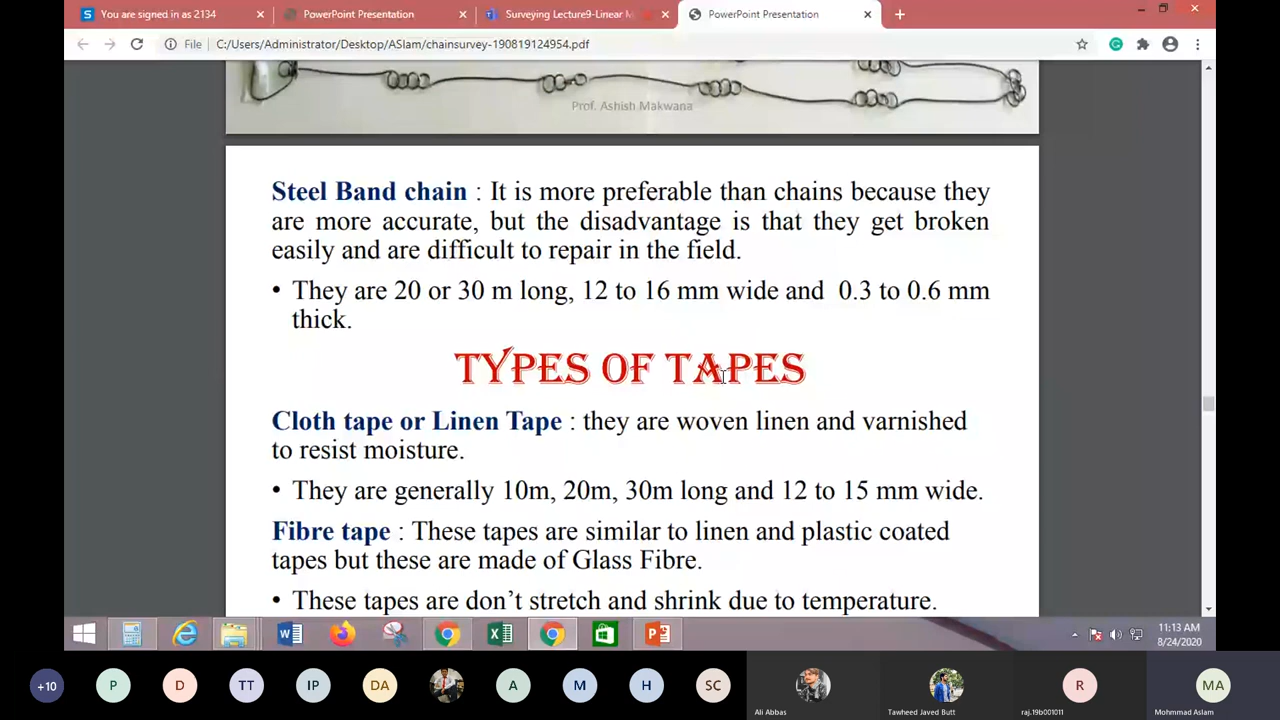 You are signed in as 2134
PowerPoint Presentation
Surveying Lecture9-Linear M
PowerPoint Presentation
File
C:/Users/Administrator/Desktop/ASlam/chainsurvey-190819124954.pdf
Prof. Ashish Makwana
Steel Band chain : It is more preferable than chains because they
are more accurate, but the disadvantage is that they get broken
easily and are difficult to repair in the field.
• They are 20 or 30 m long, 12 to 16 mm wide and 0.3 to 0.6 mm
thick.
TYPES OF TAPES
Cloth tape or Linen Tape : they are woven linen and varnished
to resist moisture.
• They are generally 10m, 20m, 30m long and 12 to 15 mm wide.
Fibre tape : These tapes are similar to linen and plastic coated
tapes but these are made of Glass Fibre.
• These tapes are don't stretch and shrink due to temperature.
11:13 AM
8/24/2020
+10
P
D
TT
IP
DA
A
M
H
SC
R
MA
Ali Abbas
Tawheed Javed Butt
raj.19b001011
Mohmmad Aslam